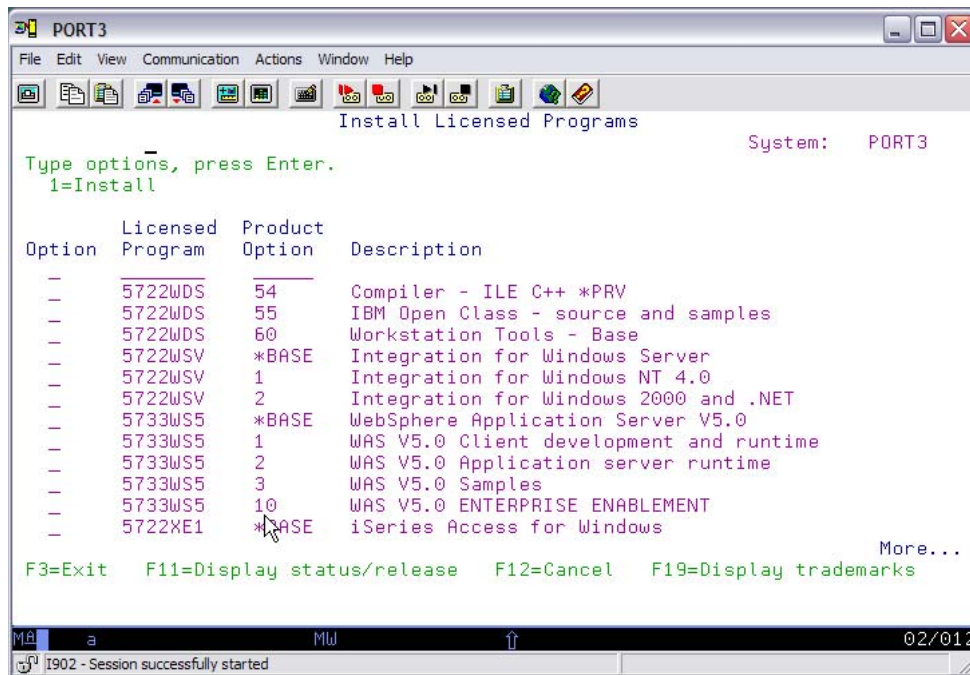 PORT3
File Edit View Communication Actions Window Help
Install Licensed Programs
System: PORT3
Type options, press Enter.
1=Install
Licensed Product
Option Program Option Description
5722WDS 54 Compiler - ILE C++ *PRV
5722WDS 55 IBM Open Class - source and samples
5722WDS 60 Workstation Tools - Base
5722WSV *BASE Integration for Windows Server
5722WSV 1 Integration for Windows NT 4.0
5722WSV 2 Integration for Windows 2000 and .NET
5733WS5 *BASE WebSphere Application Server V5.0
5733WS5 1 WAS V5.0 Client development and runtime
5733WS5 2 WAS V5.0 Application server runtime
5733WS5 3 WAS V5.0 Samples
5733WS5 10 WAS V5.0 ENTERPRISE ENABLEMENT
5722XE1 *BASE iSeries Access for Windows
More...
F3=Exit F11=Display status/release F12=Cancel F19=Display trademarks
MA a MW 02/012
I902 - Session successfully started